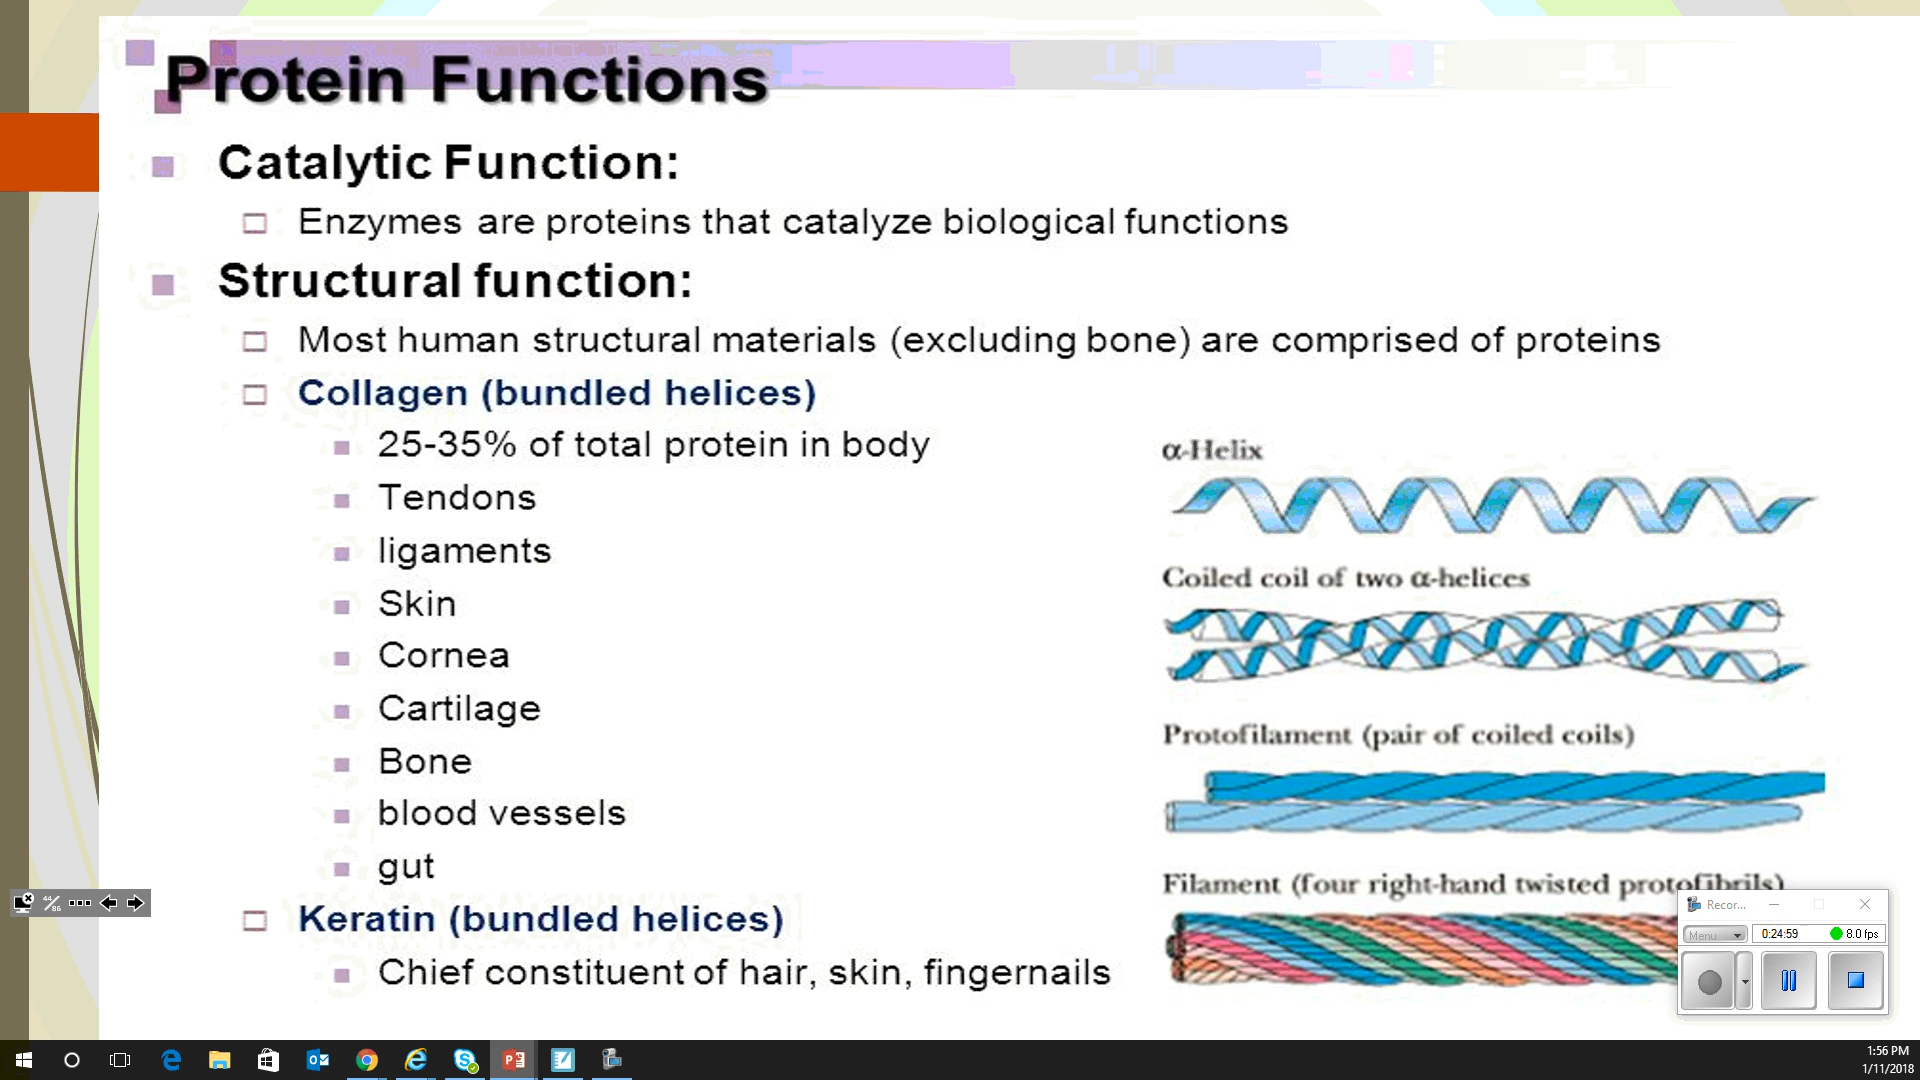 Protein Functions
Catalytic Function:
Enzymes are proteins that catalyze biological functions
Structural function:
Most human structural materials (excluding bone) are comprised of proteins
Collagen (bundled helices)
25-35% of total protein in body
Tendons
ligaments
Skin
Cornea
Cartilage
Bone
blood vessels
gut
Keratin (bundled helices)
Chief constituent of hair, skin, fingernails
α-Helix
Coiled coil of two α-helices
Protofilament (pair of coiled coils)
Filament (four right-hand twisted protofibrils)
44/86
Recor...
Menu
0:24:59
8.0 fps
1:56 PM
1/11/2018